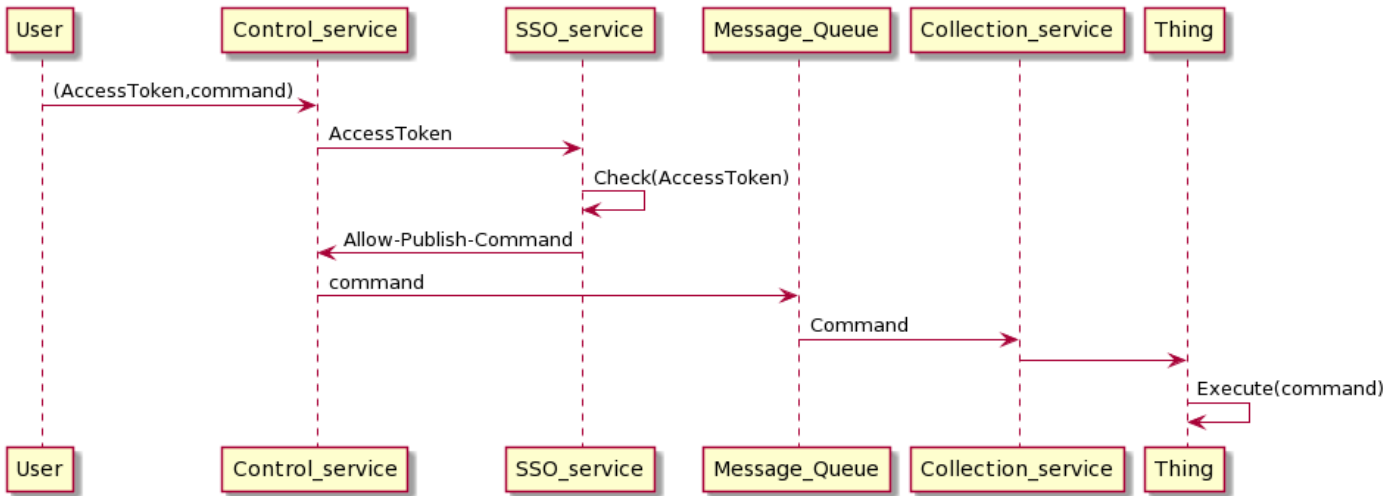 User Control_service SSO_service Message_Queue Collection_service Thing
(AccessToken,command)
AccessToken
Check(AccessToken)
Allow-Publish-Command
command
Command
Execute(command)
User Control_service SSO_service Message_Queue Collection_service Thing